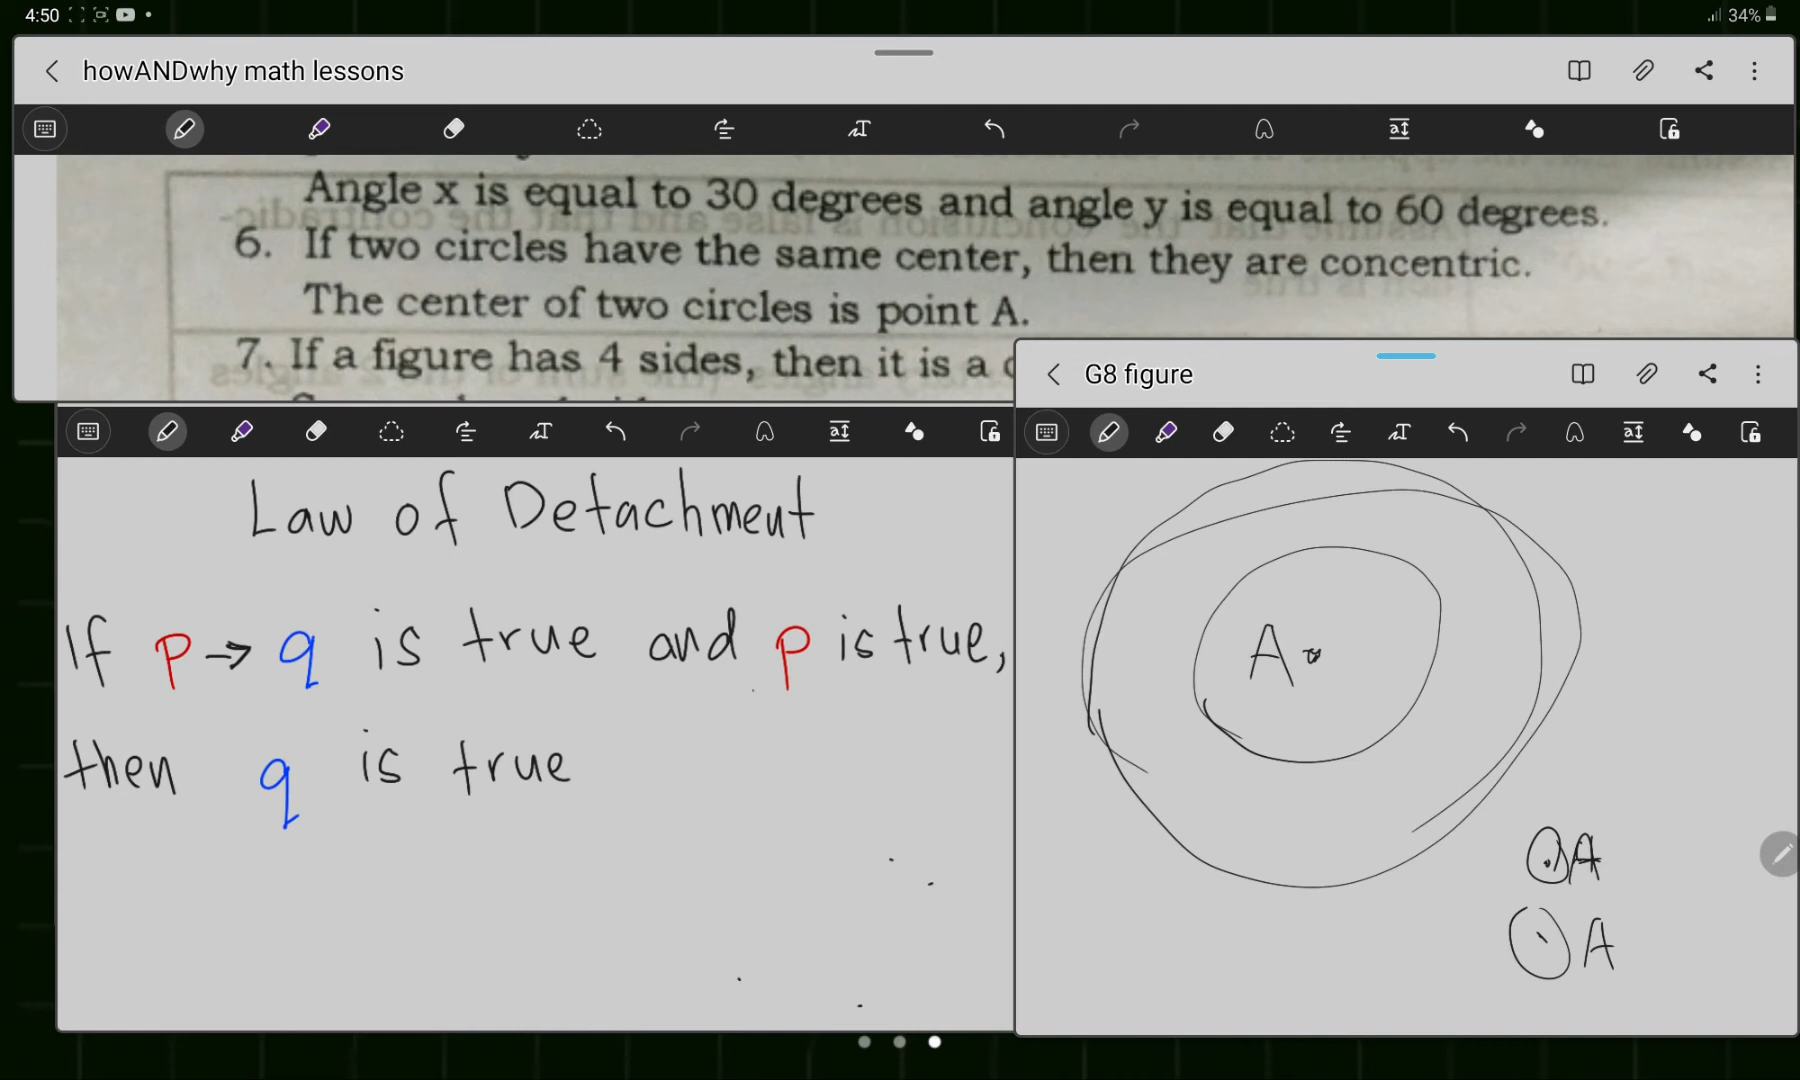 4:50
34%
howANDwhy math lessons
Angle x is equal to 30 degrees and angle y is equal to 60 degrees.
6. If two circles have the same center, then they are concentric.
The center of two circles is point A.
7. If a figure has 4 sides, then it is a
G8 figure
Law of Detachment
If p → q is true and p is true,
then q is true
A
A
A